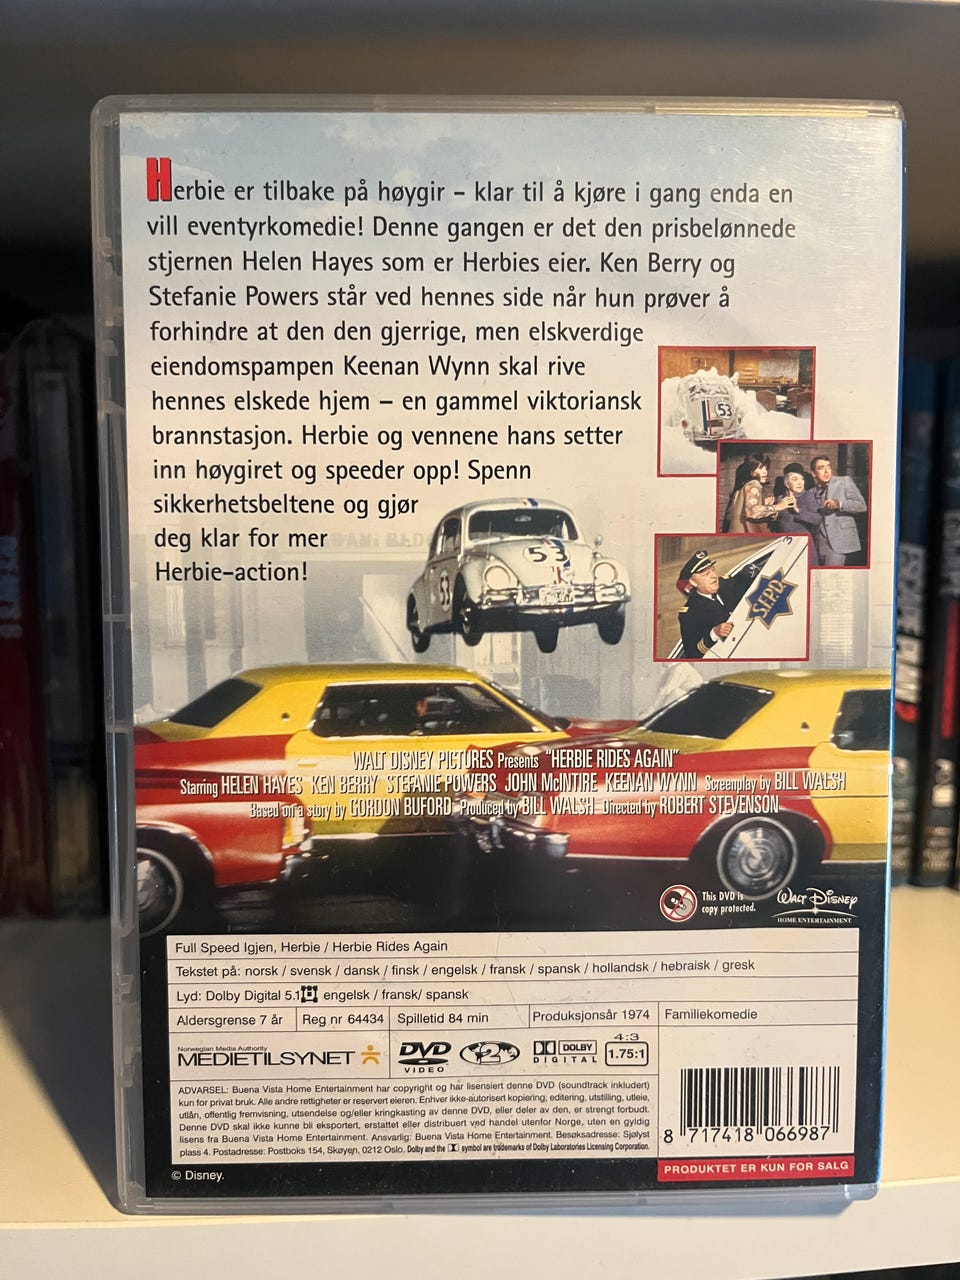 Herbie er tilbake på høygir – klar til å kjøre i gang enda en
vill eventyrkomedie! Denne gangen er det den prisbelønnede
stjernen Helen Hayes som er Herbies eier. Ken Berry og
Stefanie Powers står ved hennes side når hun prøver å
forhindre at den den gjerrige, men elskverdige
eiendomspampen Keenan Wynn skal rive
hennes elskede hjem – en gammel viktoriansk
brannstasjon. Herbie og vennene hans setter
inn høygiret og speeder opp! Spenn
sikkerhetsbeltene og gjør
deg klar for mer
Herbie-action!
53
53
53
S.F.P.D.
WALT DISNEY PICTURES Presents "HERBIE RIDES AGAIN"
Starring HELEN HAYES KEN BERRY STEFANIE POWERS JOHN McINTIRE KEENAN WYNN Screenplay by BILL WALSH
Based on a story by GORDON BUFORD Produced by BILL WALSH Directed by ROBERT STEVENSON
This DVD is
copy protected.
WALT DISNEY
HOME ENTERTAINMENT
Full Speed Igjen, Herbie / Herbie Rides Again
Tekstet på: norsk / svensk / dansk / finsk / engelsk / fransk / spansk / hollandsk / hebraisk / gresk
Lyd: Dolby Digital 5.1 engelsk / fransk/ spansk
Aldersgrense 7 år Reg nr 64434 Spilletid 84 min Produksjonsår 1974 Familiekomedie
Norwegian Media Authority
MEDIETILSYNET
DVD
VIDEO
2
DOLBY
DIGITAL
4:3
1.75:1
ADVARSEL: Buena Vista Home Entertainment har copyright og har lisensiert denne DVD (soundtrack inkludert)
kun for privat bruk. Alle andre rettigheter er reservert eieren. Enhver ikke-autorisert kopiering, editering, utstilling, utleie,
utlån, offentlig fremvisning, utsendelse og/eller kringkasting av denne DVD, eller deler av den, er strengt forbudt.
Denne DVD skal ikke kunne bli eksportert, erstattet eller distribuert ved handel utenfor Norge, uten en gyldig
lisens fra Buena Vista Home Entertainment. Ansvarlig: Buena Vista Home Entertainment. Besøksadresse: Sjølyst
plass 4. Postadresse: Postboks 154, Skøyen, 0212 Oslo. Dolby and the symbol are trademarks of Dolby Laboratories Licensing Corporation.
8 717418 066987
PRODUKTET ER KUN FOR SALG
© Disney.